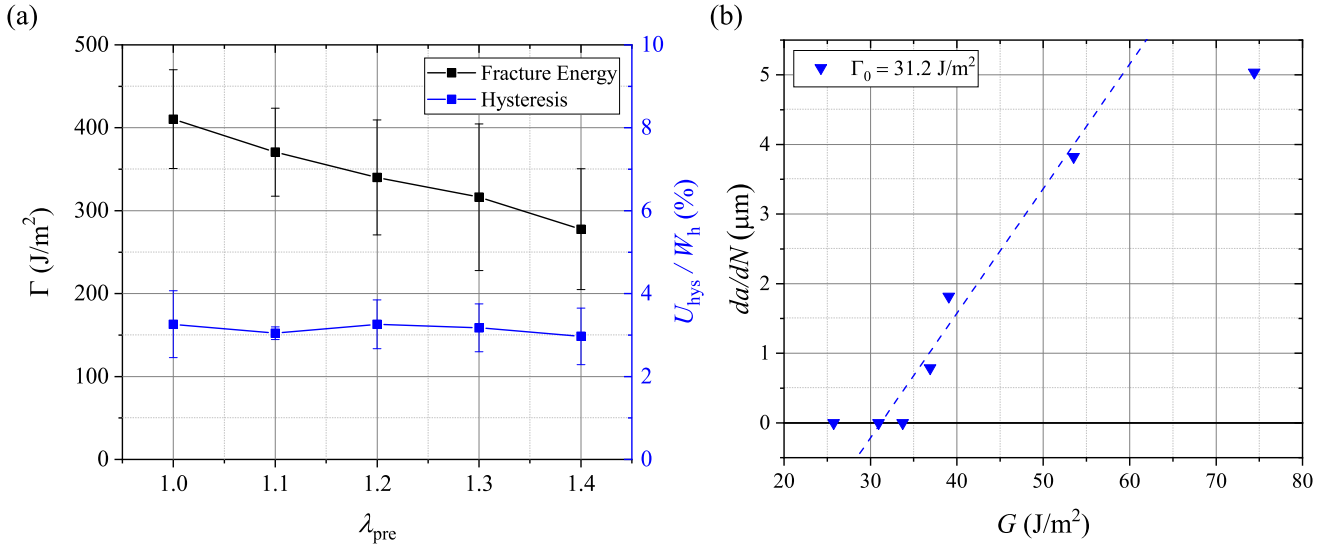 (a)
500
400
300
200
100
0
Γ (J/m²)
10
8
6
4
2
0
U_hys / W_h (%)
Fracture Energy
Hysteresis
1.0 1.1 1.2 1.3 1.4
λ_pre
(b)
5
4
3
2
1
0
da/dN (μm)
Γ₀ = 31.2 J/m²
20 30 40 50 60 70 80
G (J/m²)